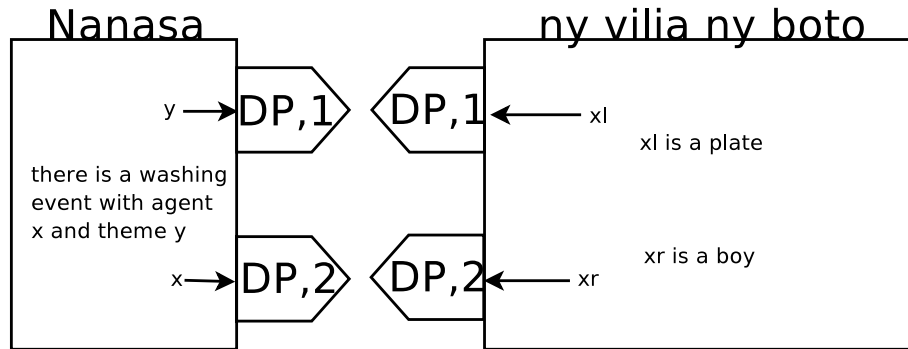 Nanasa
ny vilia ny boto
y
DP,1
DP,1
xl
xl is a plate
there is a washing
event with agent
x and theme y
xr is a boy
x
DP,2
DP,2
xr